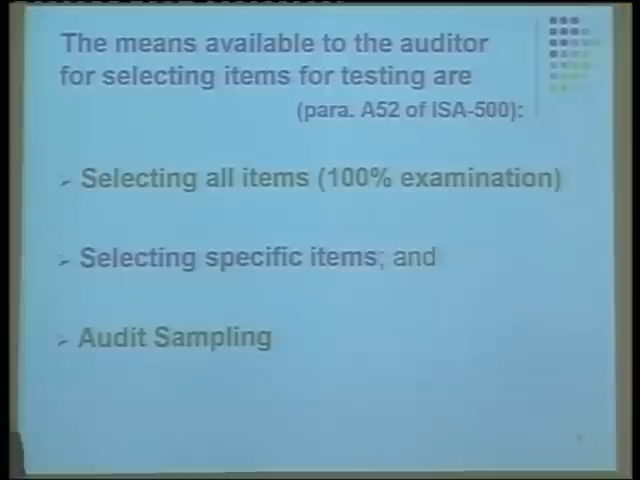 The means available to the auditor
for selecting items for testing are
(para. A52 of ISA-500):
➢ Selecting all items (100% examination)
➢ Selecting specific items; and
➢ Audit Sampling